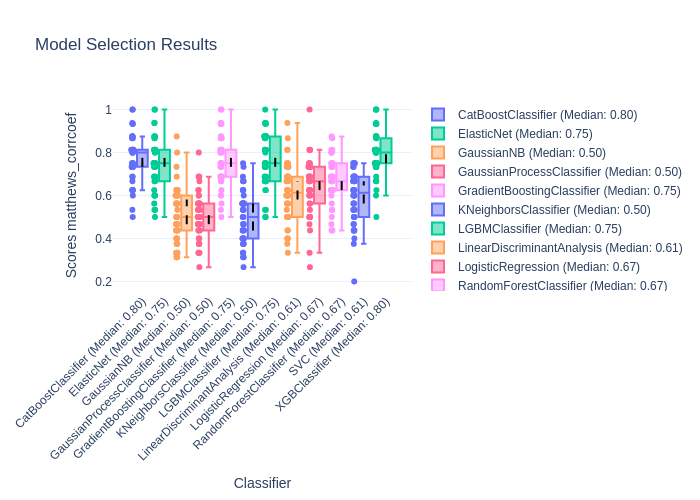 Model Selection Results
Scores matthews_corrcoef
1
0.8
0.6
0.4
0.2
CatBoostClassifier (Median: 0.80)
ElasticNet (Median: 0.75)
GaussianNB (Median: 0.50)
GaussianProcessClassifier (Median: 0.50)
GradientBoostingClassifier (Median: 0.75)
KNeighborsClassifier (Median: 0.50)
LGBMClassifier (Median: 0.75)
LinearDiscriminantAnalysis (Median: 0.61)
LogisticRegression (Median: 0.67)
RandomForestClassifier (Median: 0.67)
SVC (Median: 0.61)
XGBClassifier (Median: 0.80)
Classifier
CatBoostClassifier (Median: 0.80)
ElasticNet (Median: 0.75)
GaussianNB (Median: 0.50)
GaussianProcessClassifier (Median: 0.50)
GradientBoostingClassifier (Median: 0.75)
KNeighborsClassifier (Median: 0.50)
LGBMClassifier (Median: 0.75)
LinearDiscriminantAnalysis (Median: 0.61)
LogisticRegression (Median: 0.67)
RandomForestClassifier (Median: 0.67)